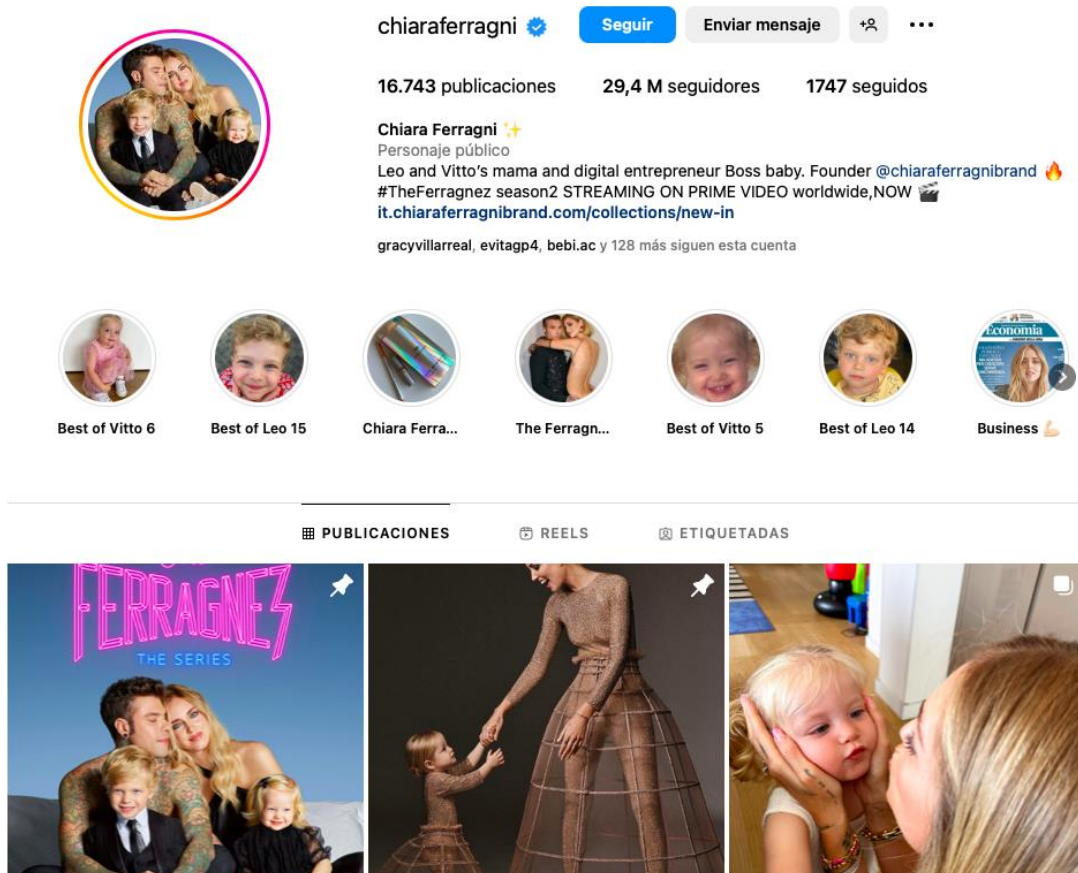 chiaraferragni
Seguir
Enviar mensaje
16.743 publicaciones
29,4 M seguidores
1747 seguidos
Chiara Ferragni ✨
Personaje público
Leo and Vitto’s mama and digital entrepreneur Boss baby. Founder @chiaraferragnibrand 🔥
#TheFerragnez season2 STREAMING ON PRIME VIDEO worldwide,NOW 🎬
it.chiaraferragnibrand.com/collections/new-in
gracyvillarreal, evitagp4, bebi.ac y 128 más siguen esta cuenta
Economia
Best of Vitto 6
Best of Leo 15
Chiara Ferra...
The Ferragn...
Best of Vitto 5
Best of Leo 14
Business 💪🏻
PUBLICACIONES
REELS
ETIQUETADAS
FERRAGNEZ
THE SERIES